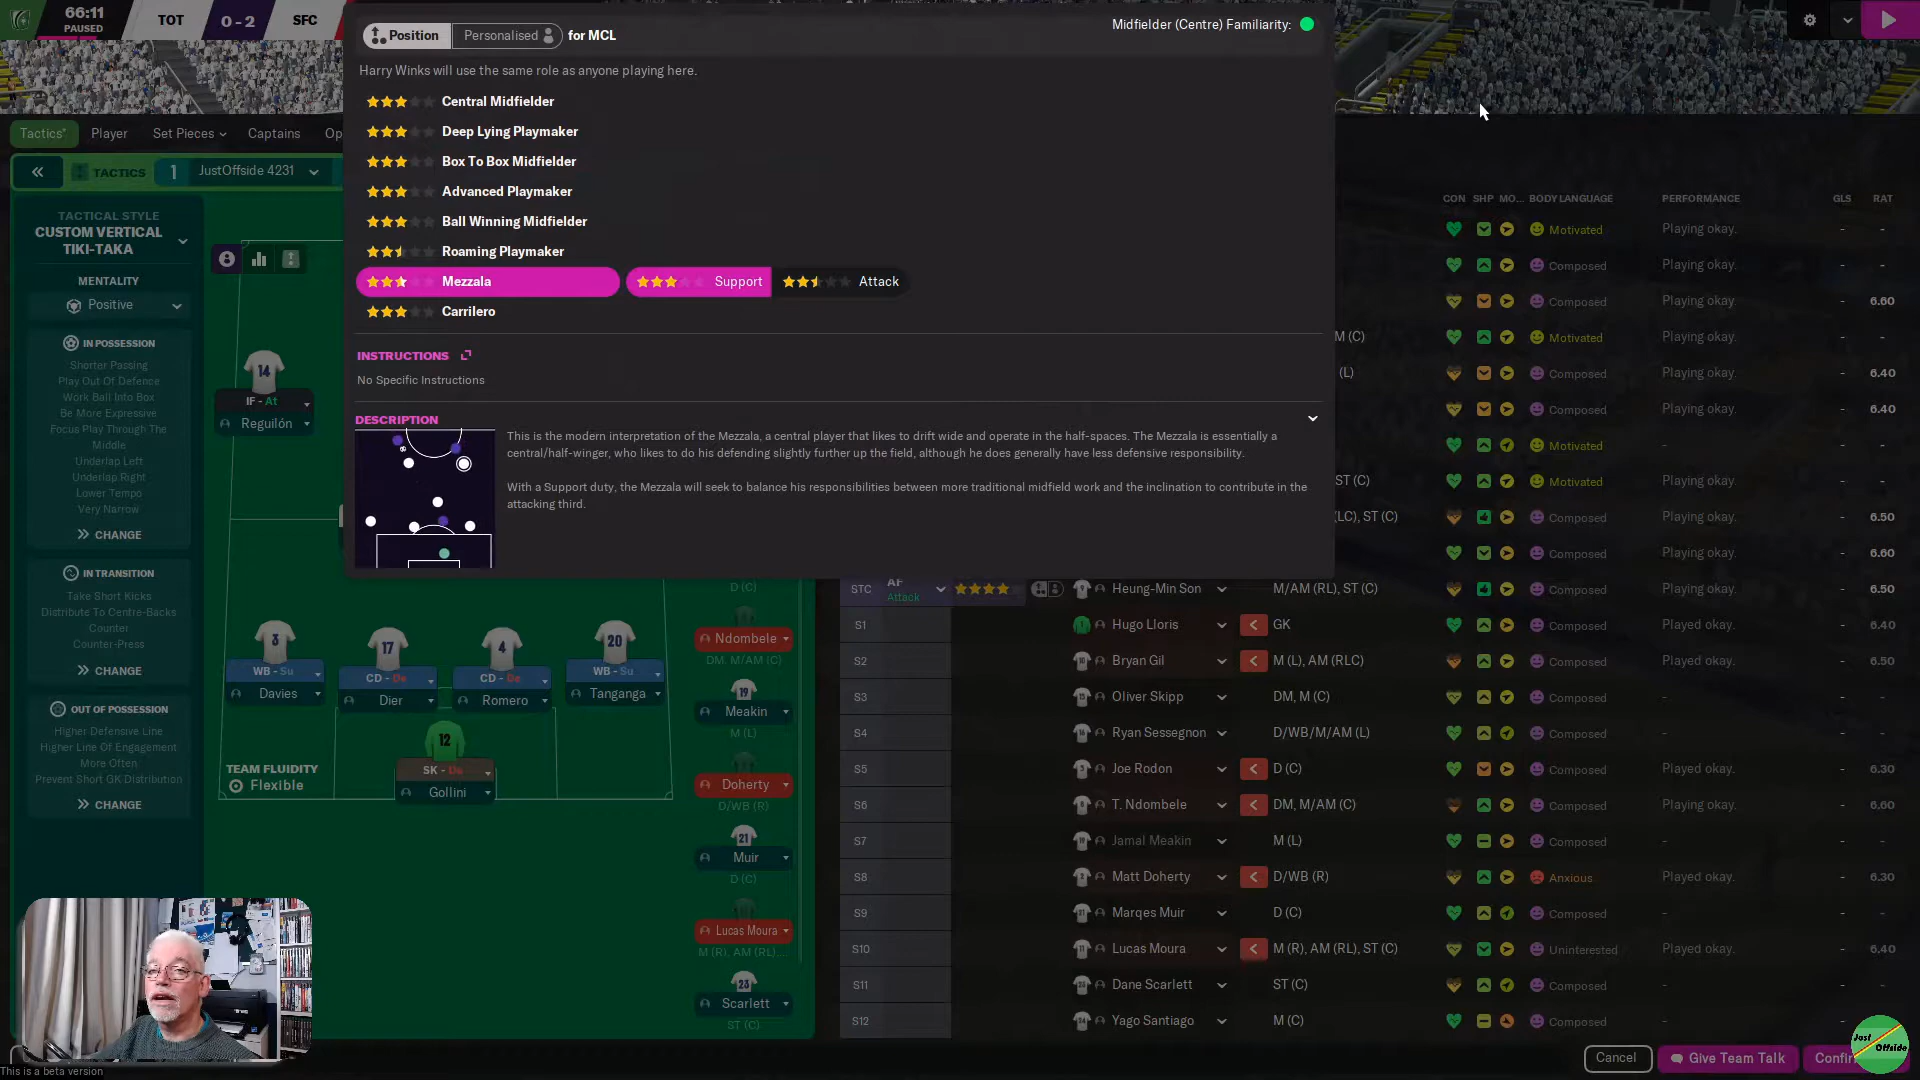 66:11
PAUSED
TOT
0 - 2
SFC
Position
Personalised
for MCL
Midfielder (Centre) Familiarity:
Harry Winks will use the same role as anyone playing here.
Central Midfielder
Deep Lying Playmaker
Box To Box Midfielder
Advanced Playmaker
Ball Winning Midfielder
Roaming Playmaker
Mezzala Support Attack
Carrilero
INSTRUCTIONS
No Specific Instructions
DESCRIPTION
This is the modern interpretation of the Mezzala, a central player that likes to drift wide and operate in the half-spaces. The Mezzala is essentially a
central/half-winger, who likes to do his defending slightly further up the field, although he does generally have less defensive responsibility.
With a Support duty, the Mezzala will seek to balance his responsibilities between more traditional midfield work and the inclination to contribute in the
attacking third.
Tactics* Player Set Pieces Captains Op
TACTICS 1 JustOffside 4231
TACTICAL STYLE
CUSTOM VERTICAL
TIKI-TAKA
MENTALITY
Positive
IN POSSESSION
Shorter Passing
Play Out Of Defence
Work Ball Into Box
Be More Expressive
Focus Play Through The
Middle
Underlap Left
Underlap Right
Lower Tempo
Very Narrow
CHANGE
IN TRANSITION
Take Short Kicks
Distribute To Centre-Backs
Counter
Counter-Press
CHANGE
OUT OF POSSESSION
Higher Defensive Line
Higher Line Of Engagement
More Often
Prevent Short GK Distribution
CHANGE
14
IF - At
Reguilón
3
WB - Su
Davies
17
CD - De
Dier
4
CD - De
Romero
20
WB - Su
Tanganga
12
SK - De
Gollini
TEAM FLUIDITY
Flexible
D (C)
Ndombele
DM, M/AM (C)
19
Meakin
M (L)
Doherty
D/WB (R)
21
Muir
D (C)
Lucas Moura
M (R), AM (RL),...
23
Scarlett
ST (C)
CON SHP MO... BODY LANGUAGE PERFORMANCE GLS RAT
Motivated Playing okay. - -
Composed Playing okay. - -
Composed Playing okay. - 6.60
M (C) Motivated Playing okay. - -
(L) Composed Playing okay. - 6.40
Composed Playing okay. - 6.40
Motivated - - -
ST (C) Motivated Playing okay. - -
(LC), ST (C) Composed Playing okay. - 6.50
Composed Playing okay. - 6.60
STC AF Attack Heung-Min Son M/AM (RL), ST (C) Composed Playing okay. - 6.50
S1 Hugo Lloris GK Composed Played okay. - 6.40
S2 Bryan Gil M (L), AM (RLC) Composed Played okay. - 6.50
S3 Oliver Skipp DM, M (C) Composed - - -
S4 Ryan Sessegnon D/WB/M/AM (L) Composed - - -
S5 Joe Rodon D (C) Composed Played okay. - 6.30
S6 T. Ndombele DM, M/AM (C) Composed Playing okay. - 6.60
S7 Jamal Meakin M (L) Composed - - -
S8 Matt Doherty D/WB (R) Anxious Played okay. - 6.30
S9 Marqes Muir D (C) Composed - - -
S10 Lucas Moura M (R), AM (RL), ST (C) Uninterested Played okay. - 6.40
S11 Dane Scarlett ST (C) Composed - - -
S12 Yago Santiago M (C) Composed - - -
Cancel Give Team Talk Confir
Just
Offside
This is a beta version